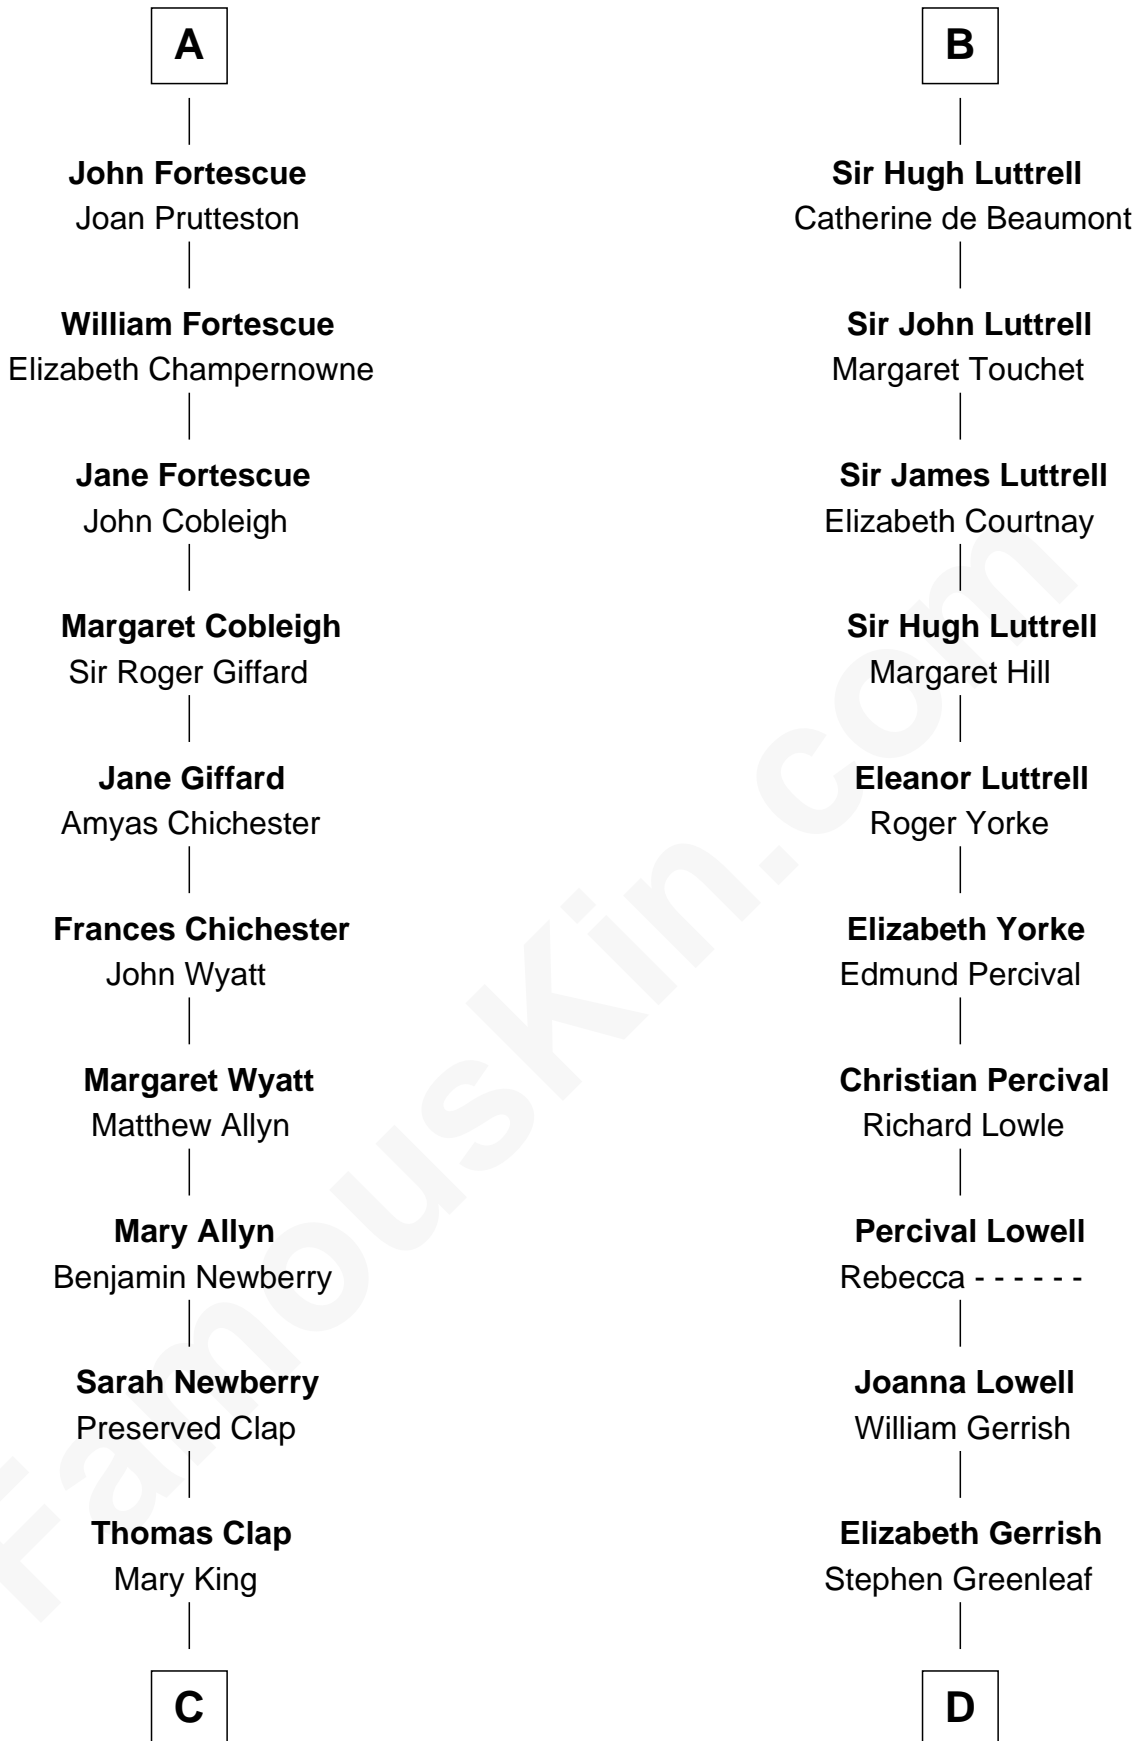 A
John Fortescue
Joan Prutteston
William Fortescue
Elizabeth Champernowne
Jane Fortescue
John Cobleigh
Margaret Cobleigh
Sir Roger Giffard
Jane Giffard
Amyas Chichester
Frances Chichester
John Wyatt
Margaret Wyatt
Matthew Allyn
Mary Allyn
Benjamin Newberry
Sarah Newberry
Preserved Clap
Thomas Clap
Mary King
C
B
Sir Hugh Luttrell
Catherine de Beaumont
Sir John Luttrell
Margaret Touchet
Sir James Luttrell
Elizabeth Courtnay
Sir Hugh Luttrell
Margaret Hill
Eleanor Luttrell
Roger Yorke
Elizabeth Yorke
Edmund Percival
Christian Percival
Richard Lowle
Percival Lowell
Rebecca - - - - - -
Joanna Lowell
William Gerrish
Elizabeth Gerrish
Stephen Greenleaf
D
FamousKin.com